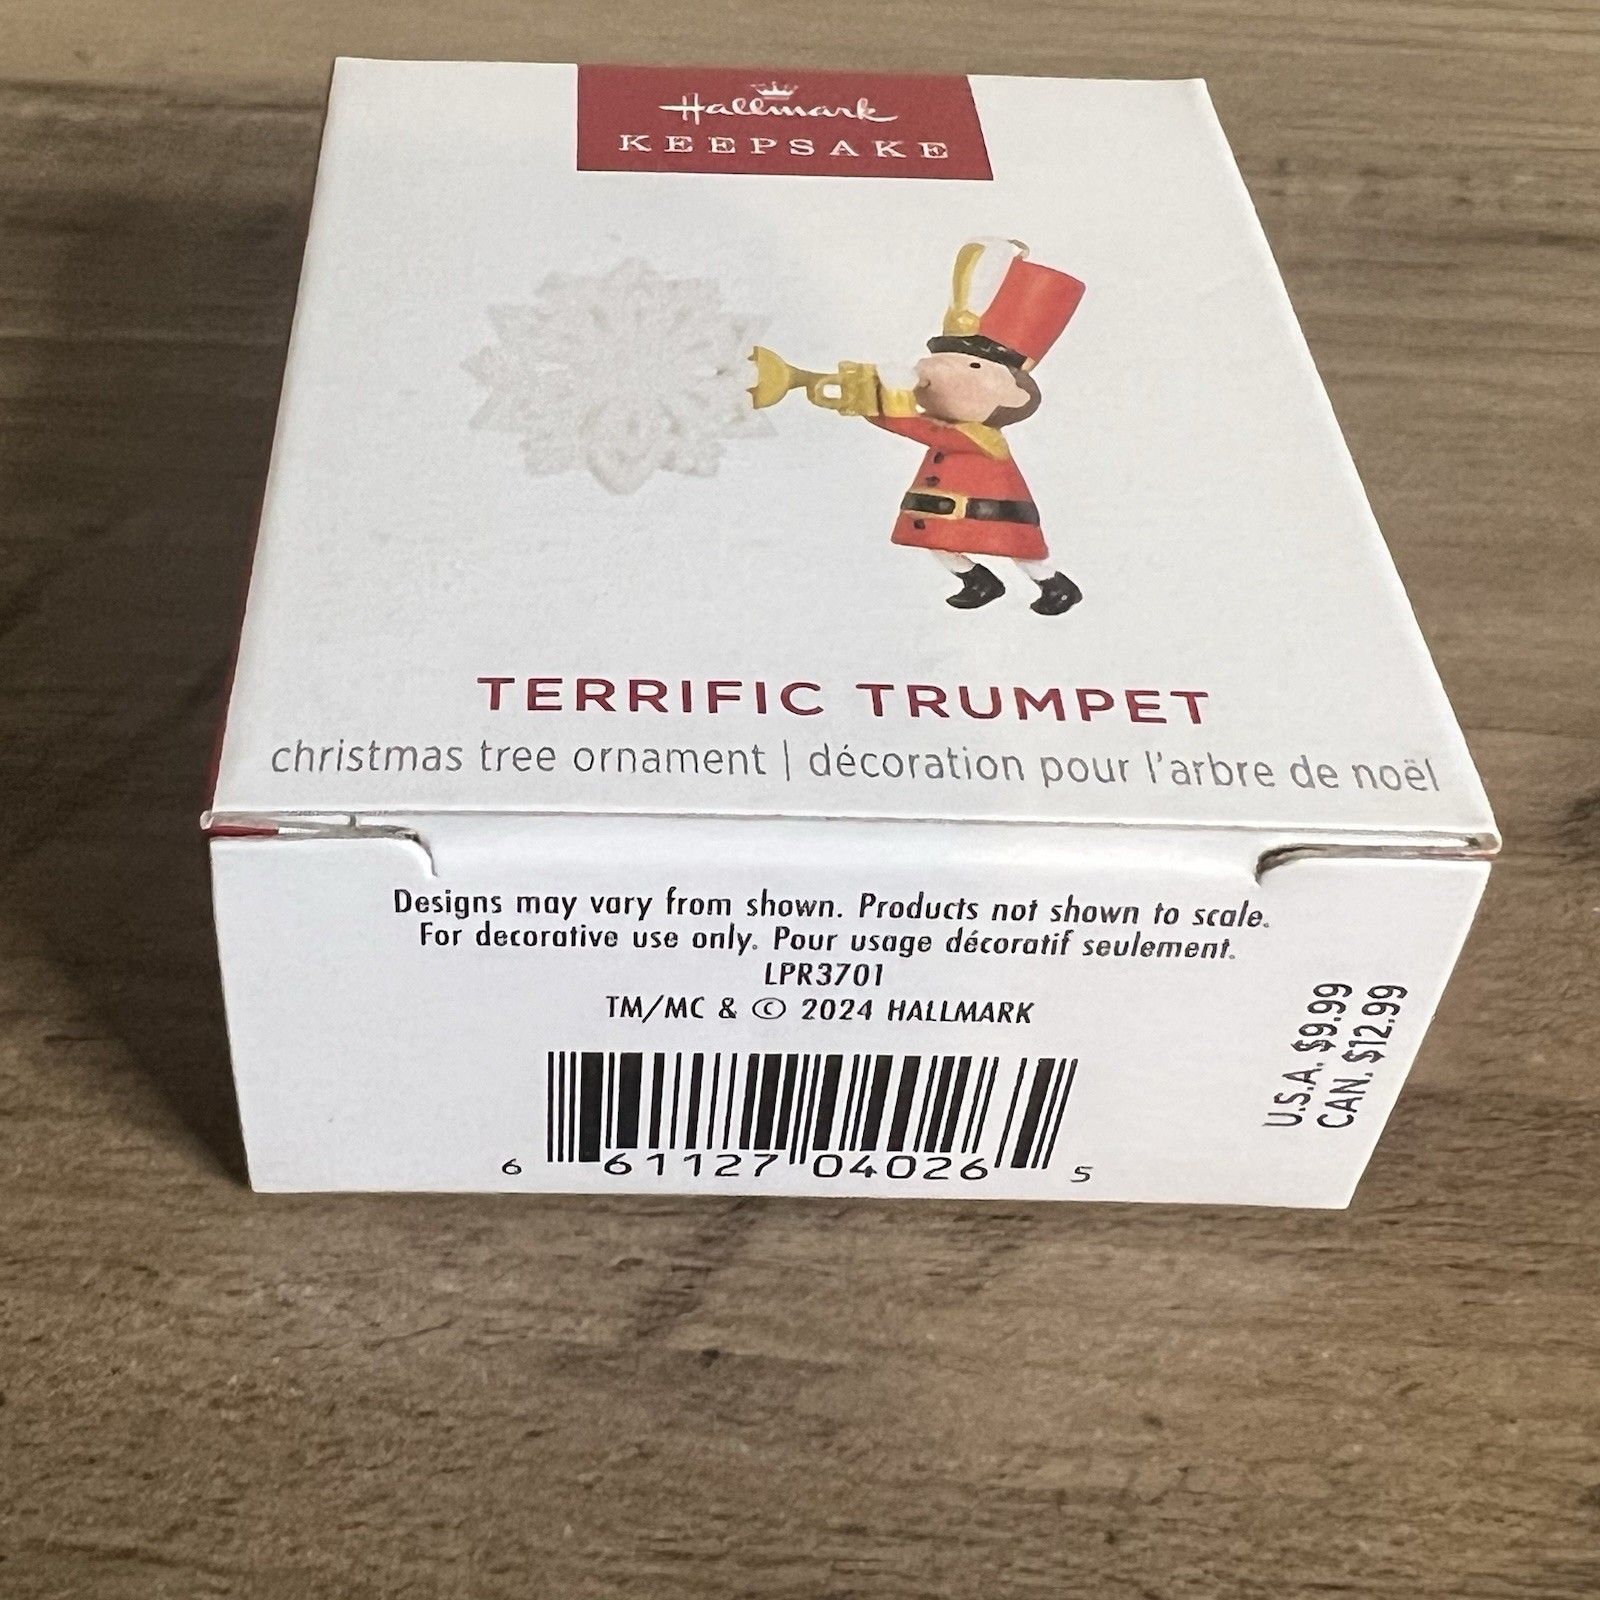 Hallmark
KEEPSAKE
TERRIFIC TRUMPET
christmas tree ornament | décoration pour l'arbre de noël
Designs may vary from shown. Products not shown to scale.
For decorative use only. Pour usage décoratif seulement.
LPR3701
TM/MC & © 2024 HALLMARK
U.S.A. $9.99
CAN. $12.99
6 61127 04026 5